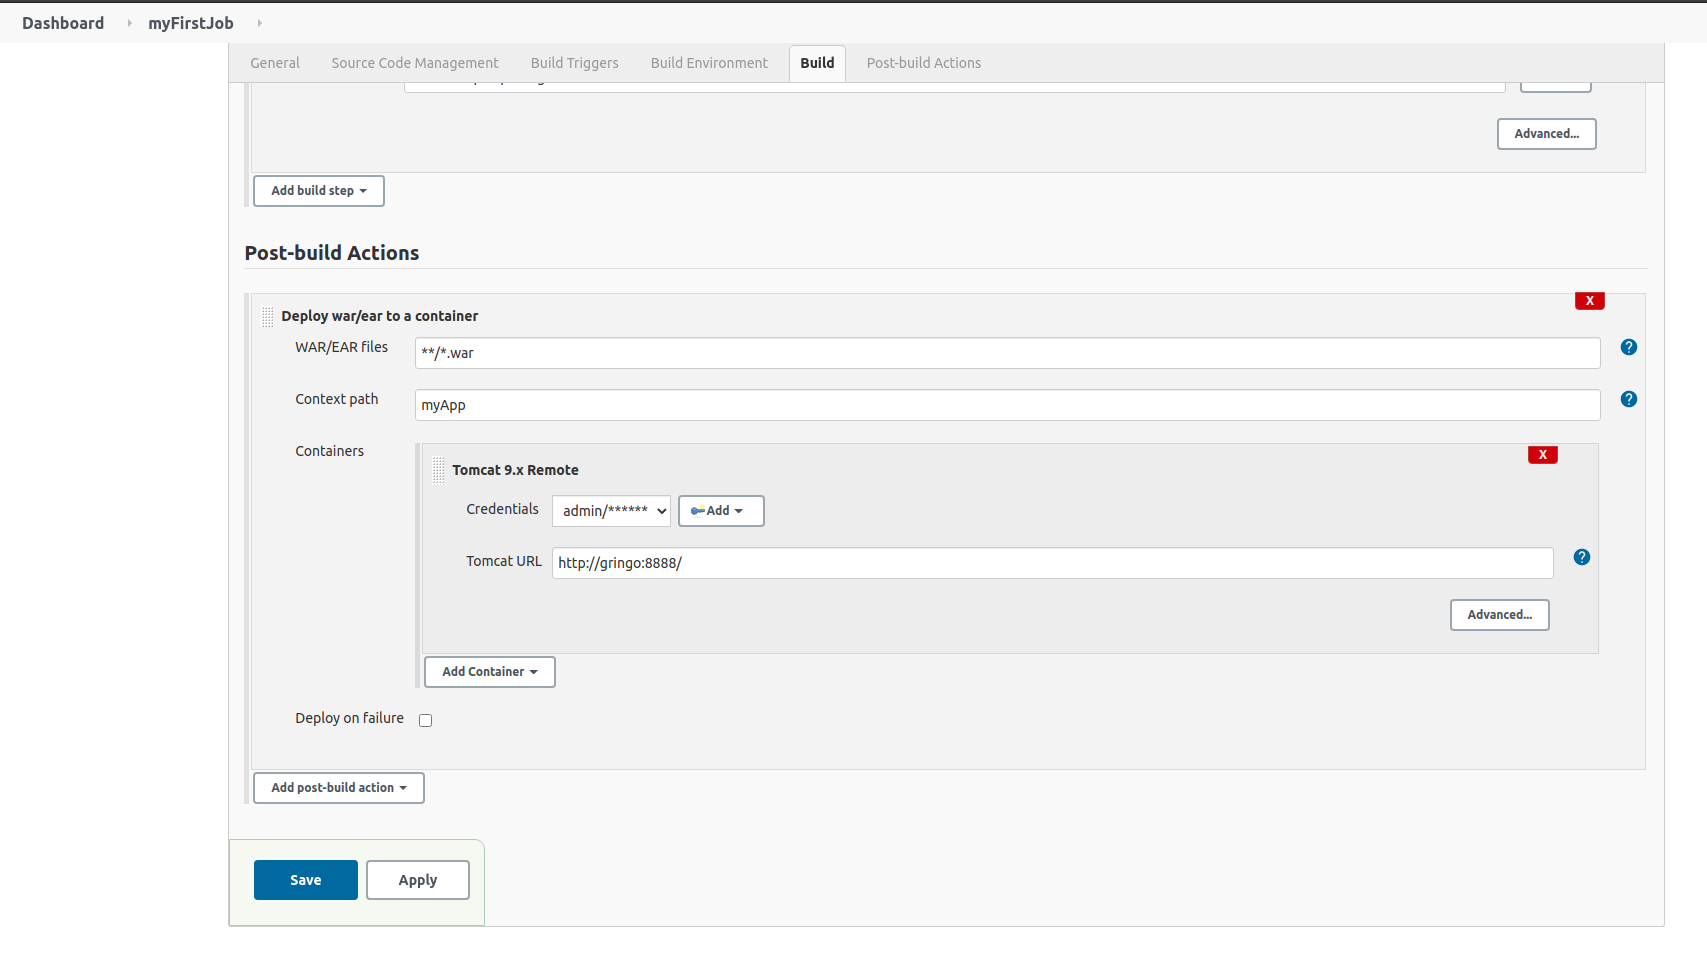 Dashboard myFirstJob
General Source Code Management Build Triggers Build Environment Build Post-build Actions
Advanced...
Add build step
Post-build Actions
X
Deploy war/ear to a container
WAR/EAR files **/*.war ?
Context path myApp ?
Containers
X
Tomcat 9.x Remote
Credentials admin/****** Add
Tomcat URL http://gringo:8888/ ?
Advanced...
Add Container
Deploy on failure
Add post-build action
Save Apply